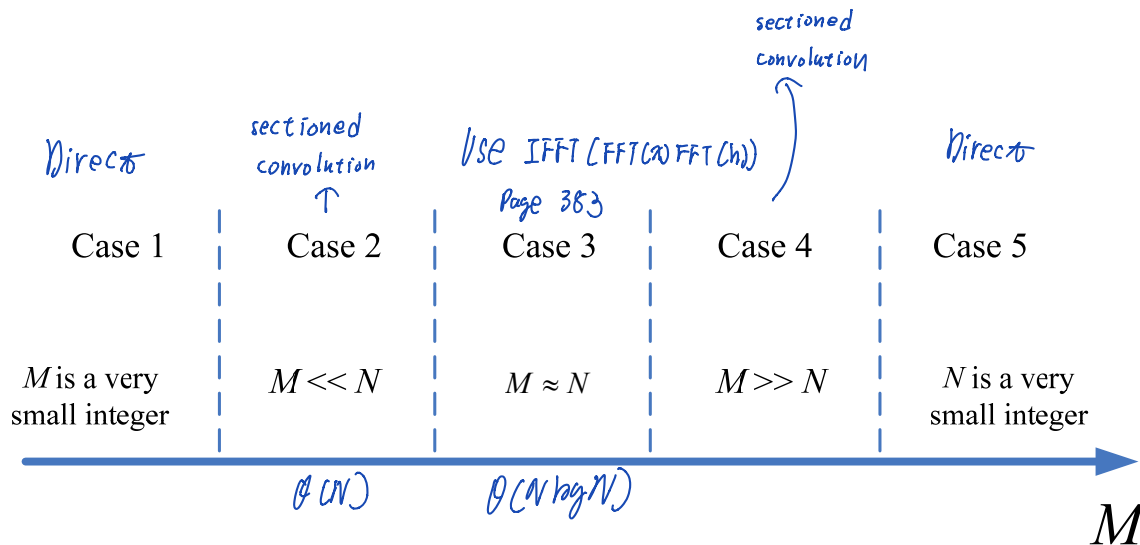 sectioned
convolution
Direct
sectioned
convolution
Use IFFT(FFT(x)FFT(h))
Page 383
Direct
Case 1
Case 2
Case 3
Case 4
Case 5
M is a very
small integer
M << N
M ≈ N
M >> N
N is a very
small integer
θ(N)
θ(N log N)
M